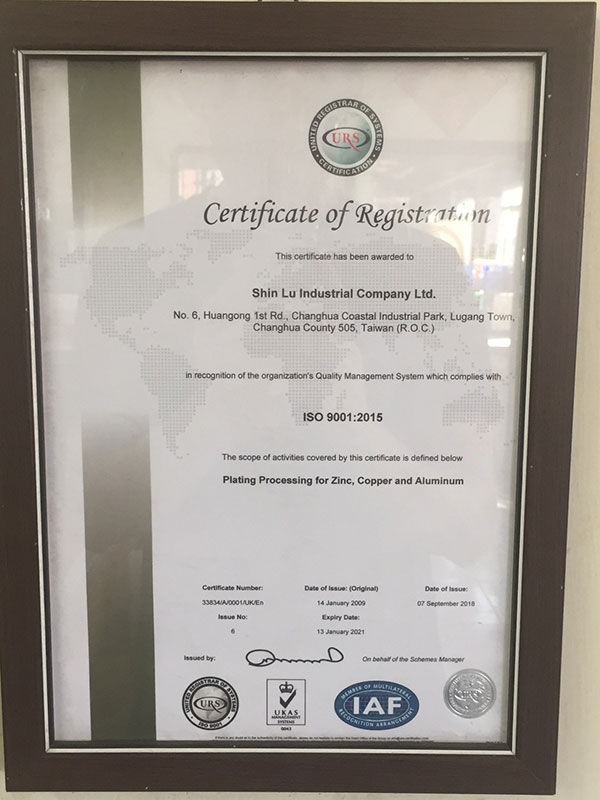 UNITED REGISTRAR OF SYSTEMS
URS
CERTIFICATION
Certificate of Registration
This certificate has been awarded to
Shin Lu Industrial Company Ltd.
No. 6, Huangong 1st Rd., Changhua Coastal Industrial Park, Lugang Town,
Changhua County 505, Taiwan (R.O.C.)
in recognition of the organization's Quality Management System which complies with
ISO 9001:2015
The scope of activities covered by this certificate is defined below
Plating Processing for Zinc, Copper and Aluminum
Certificate Number: Date of Issue: (Original) Date of Issue:
33834/A/0001/UK/En 14 January 2009 07 September 2018
Issue No: Expiry Date:
6 13 January 2021
Issued by: On behalf of the Schemes Manager
UNITED REGISTRAR OF SYSTEMS
URS
ISO 9001
UKAS
MANAGEMENT
SYSTEMS
0043
MEMBER OF MULTILATERAL
IAF
RECOGNITION ARRANGEMENT